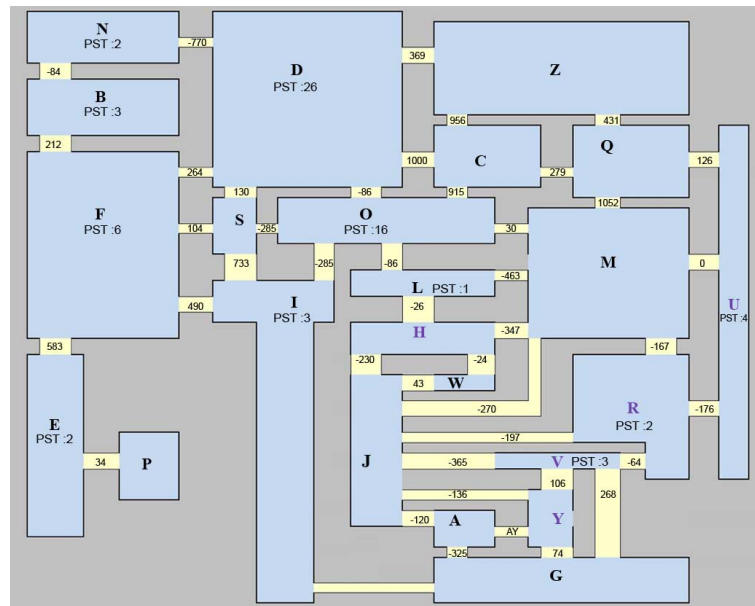 N
PST :2
-770
D
PST :26
369
Z
-84
B
PST :3
956
431
212
1000
C
Q
126
279
264
130
-86
915
1052
F
PST :6
104
S
-285
O
PST :16
30
M
0
733
-285
-86
-463
L PST :1
U
PST :4
490
I
PST :3
-26
H
-347
583
-167
-230
-24
43
W
E
PST :2
-270
R
PST :2
-176
-197
34
P
J
-365
V
PST :3
-64
106
268
-136
-120
A
AY
Y
-325
74
G